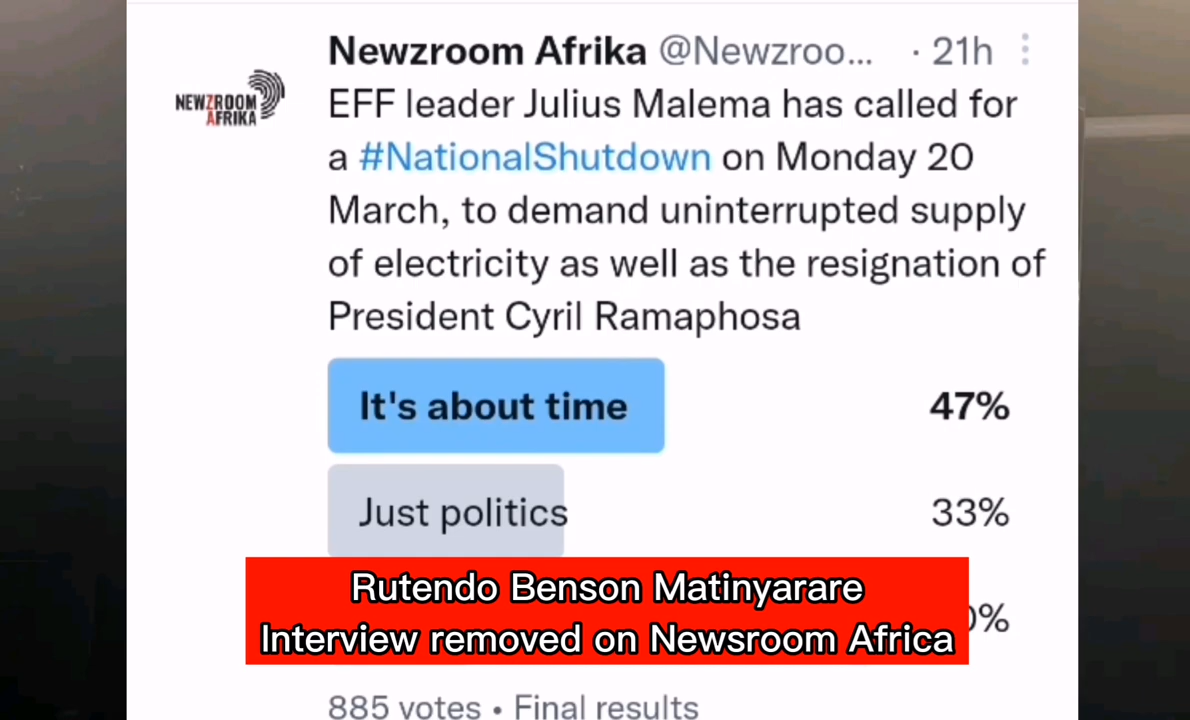 Newzroom Afrika @Newzroo... · 21h
NEWZROOM
AFRIKA
EFF leader Julius Malema has called for
a #NationalShutdown on Monday 20
March, to demand uninterrupted supply
of electricity as well as the resignation of
President Cyril Ramaphosa
It's about time 47%
Just politics 33%
Rutendo Benson Matinyarare
Interview removed on Newsroom Africa
%
885 votes • Final results